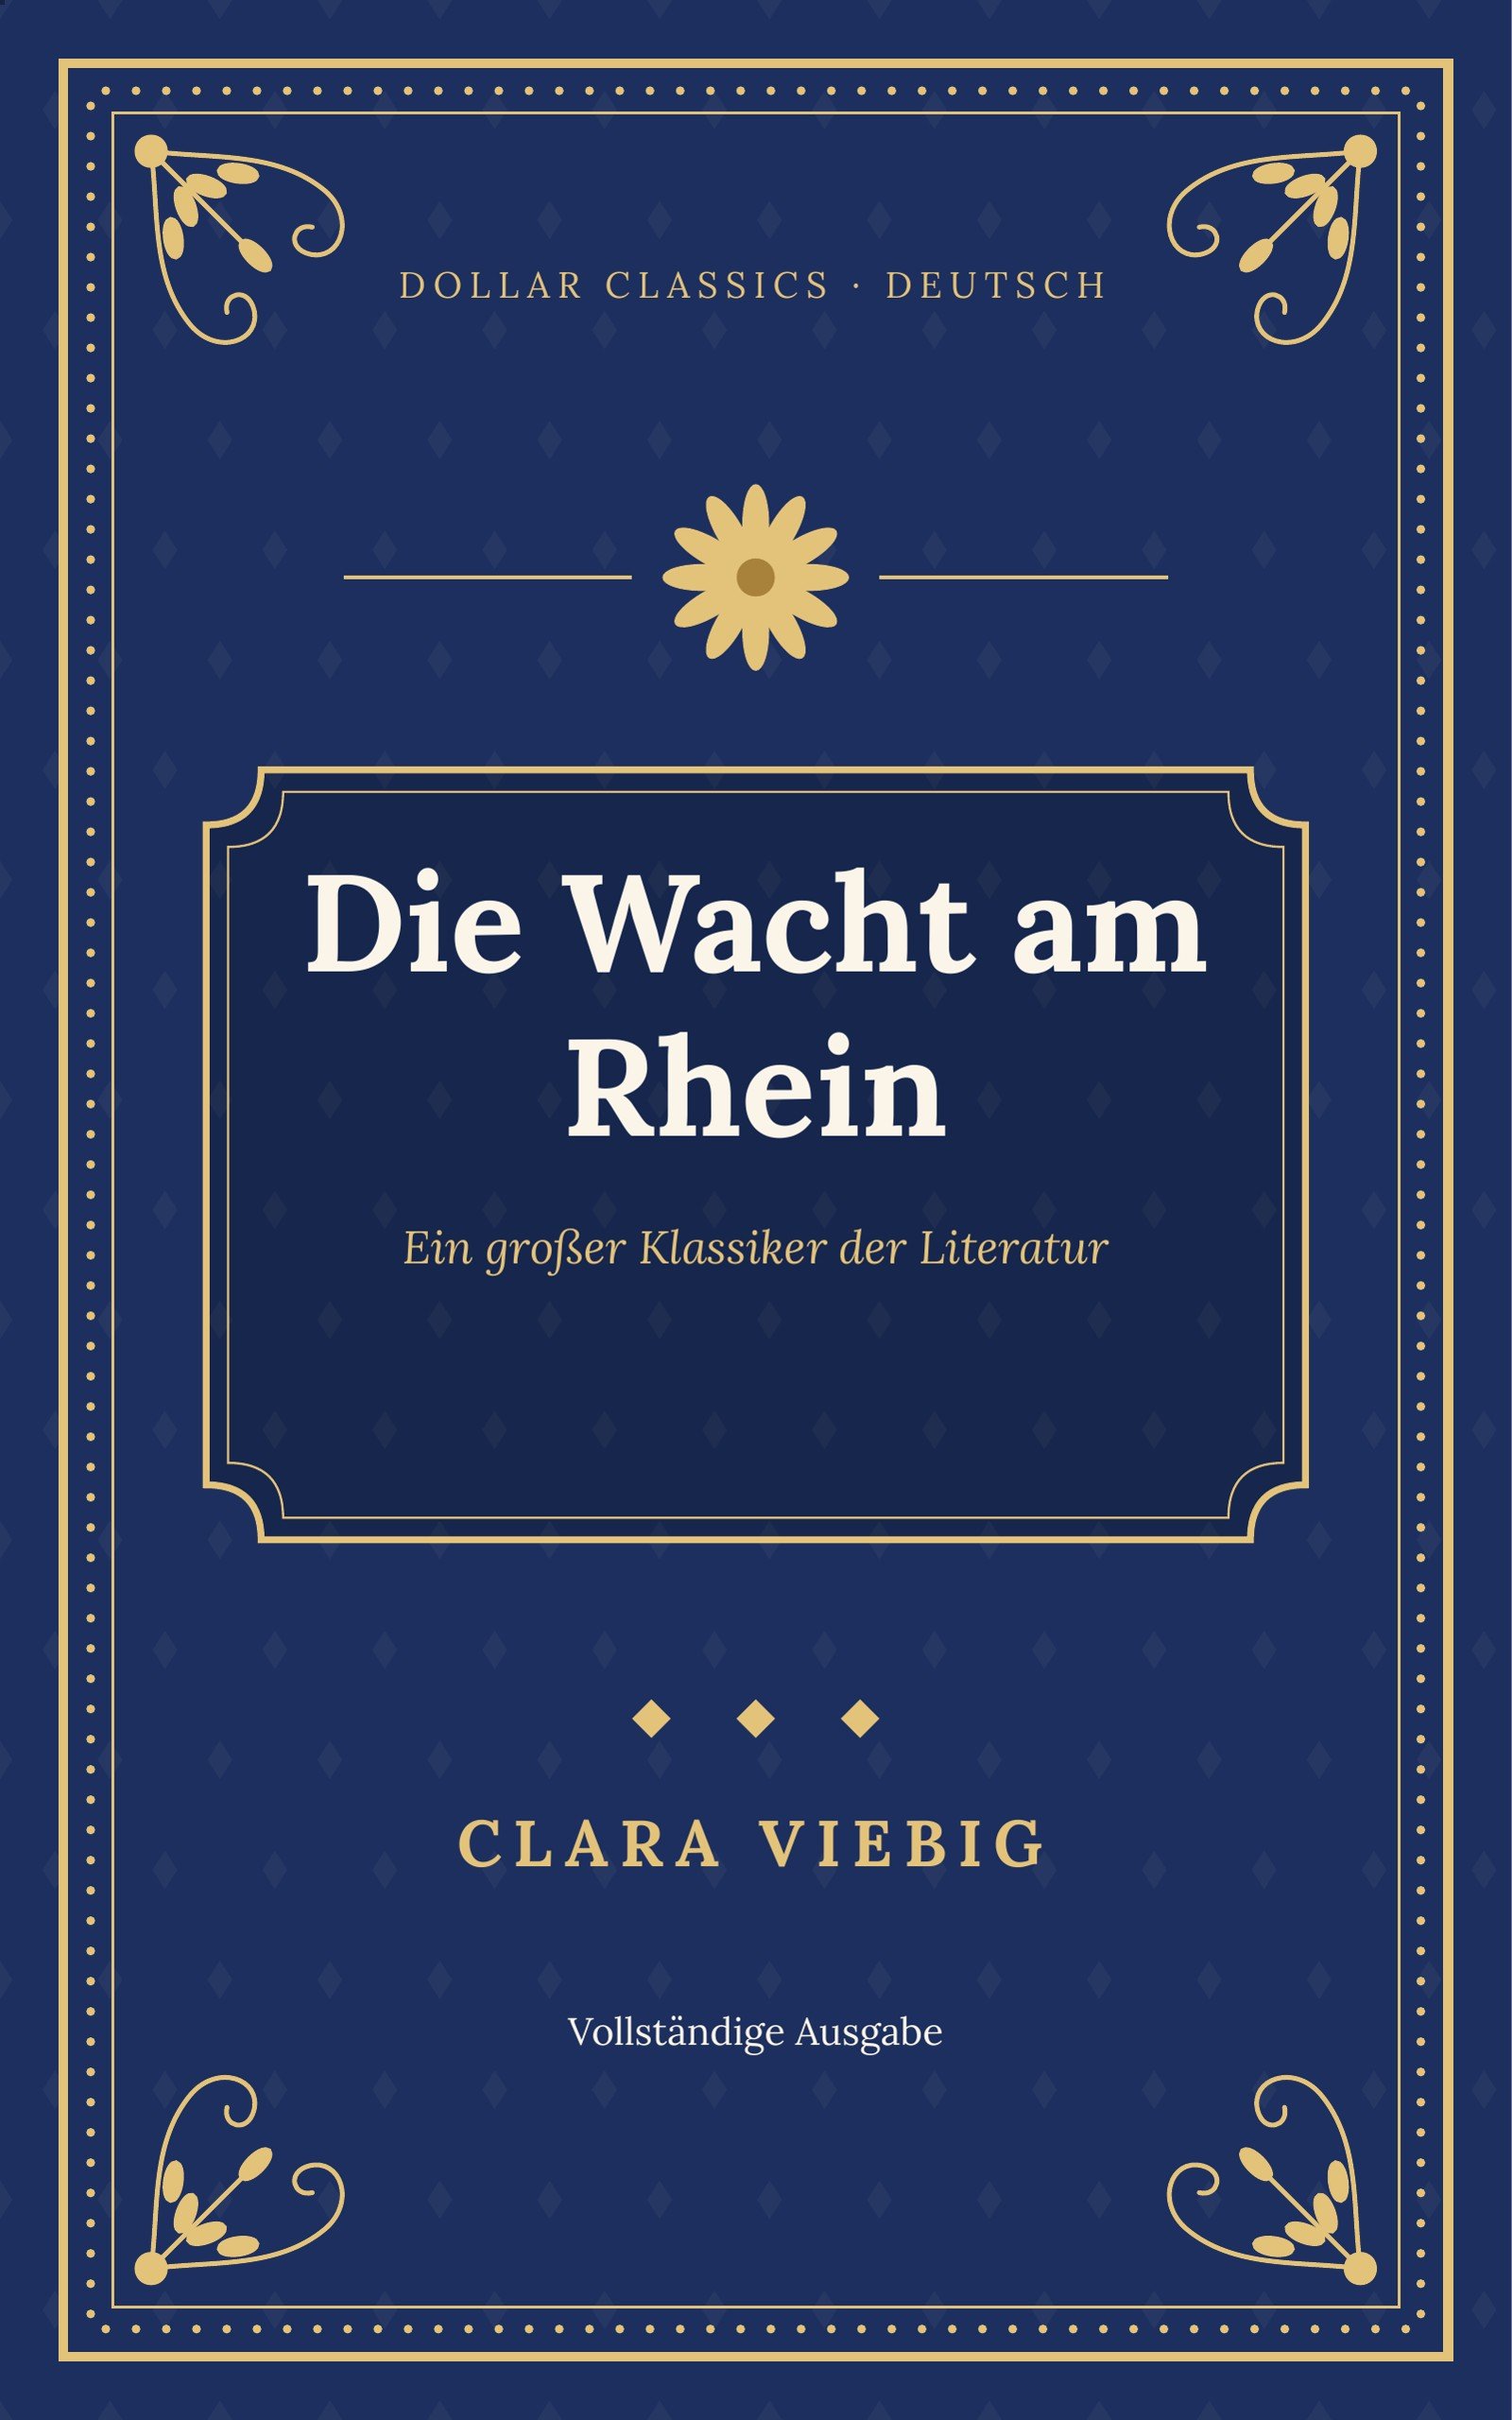 DOLLAR CLASSICS · DEUTSCH
Die Wacht am
Rhein
Ein großer Klassiker der Literatur
CLARA VIEBIG
Vollständige Ausgabe